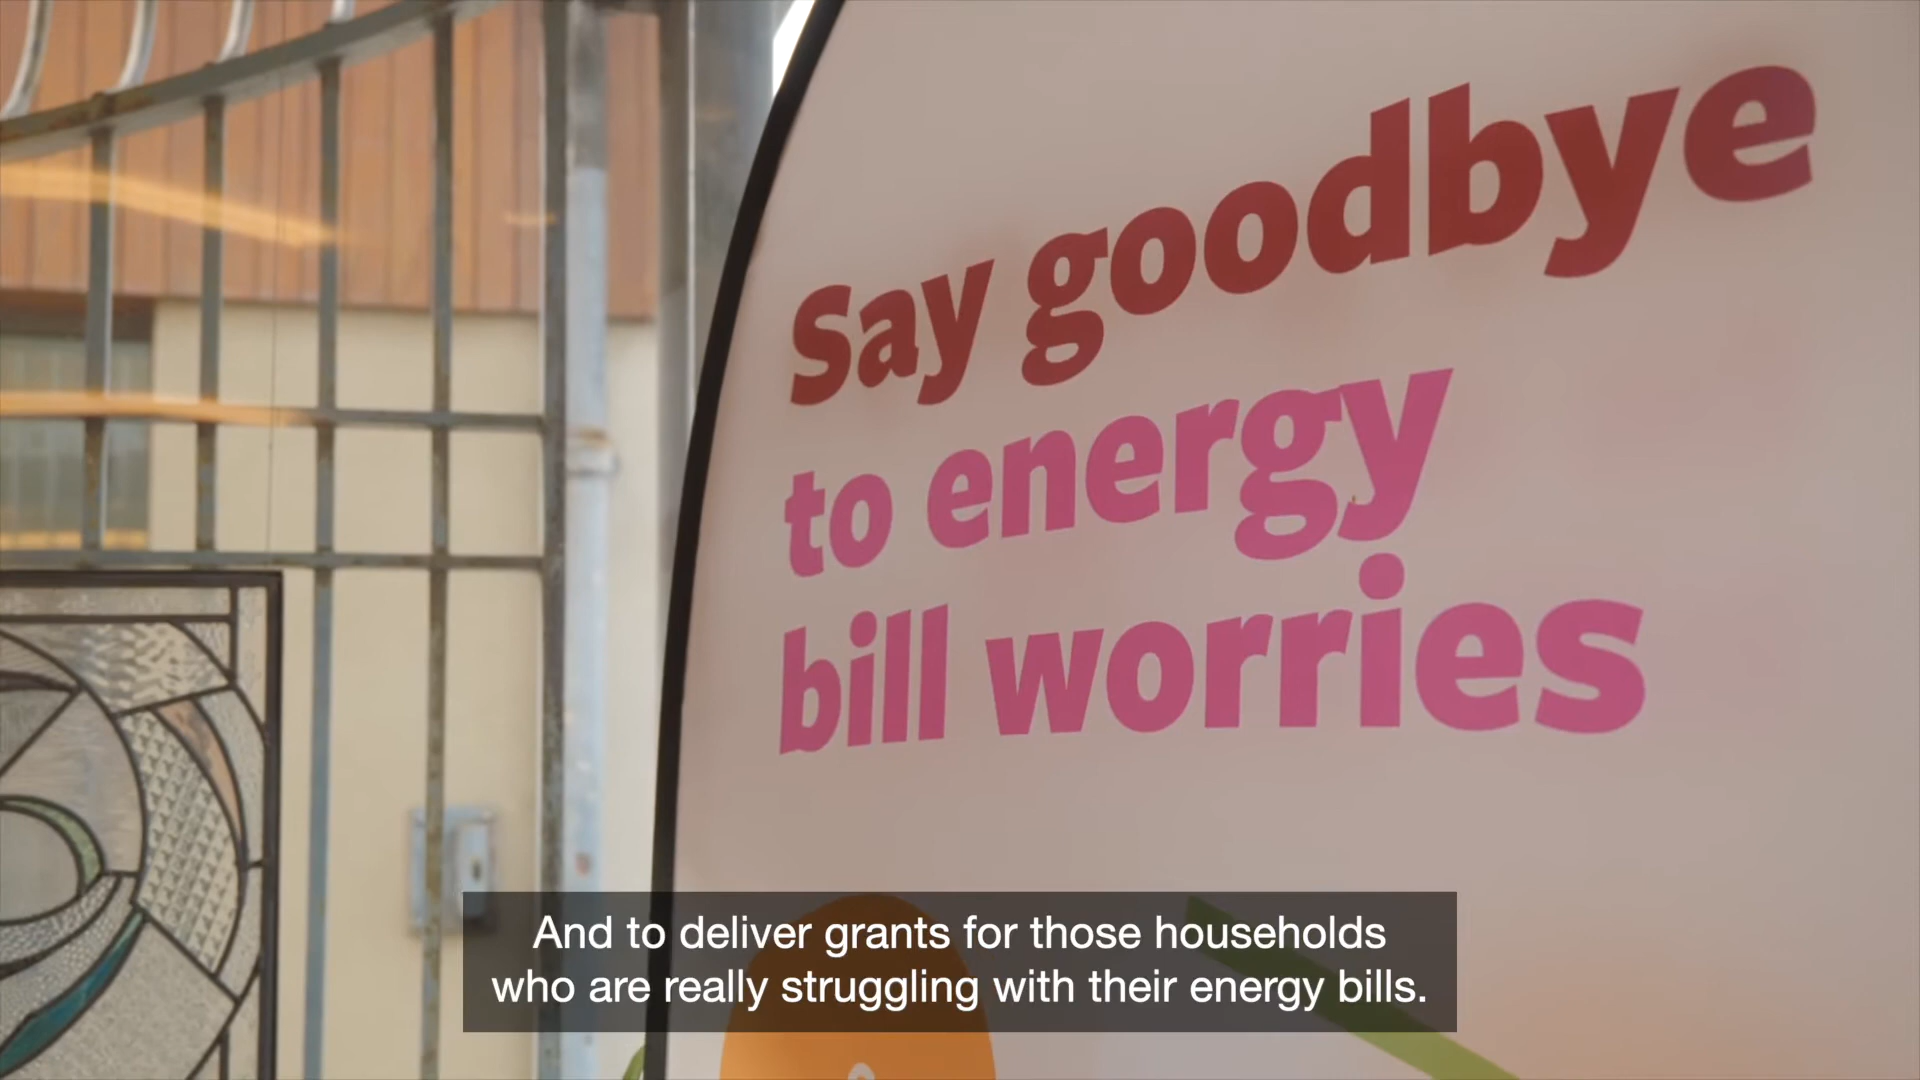 Say goodbye
to energy
bill worries
And to deliver grants for those households
who are really struggling with their energy bills.